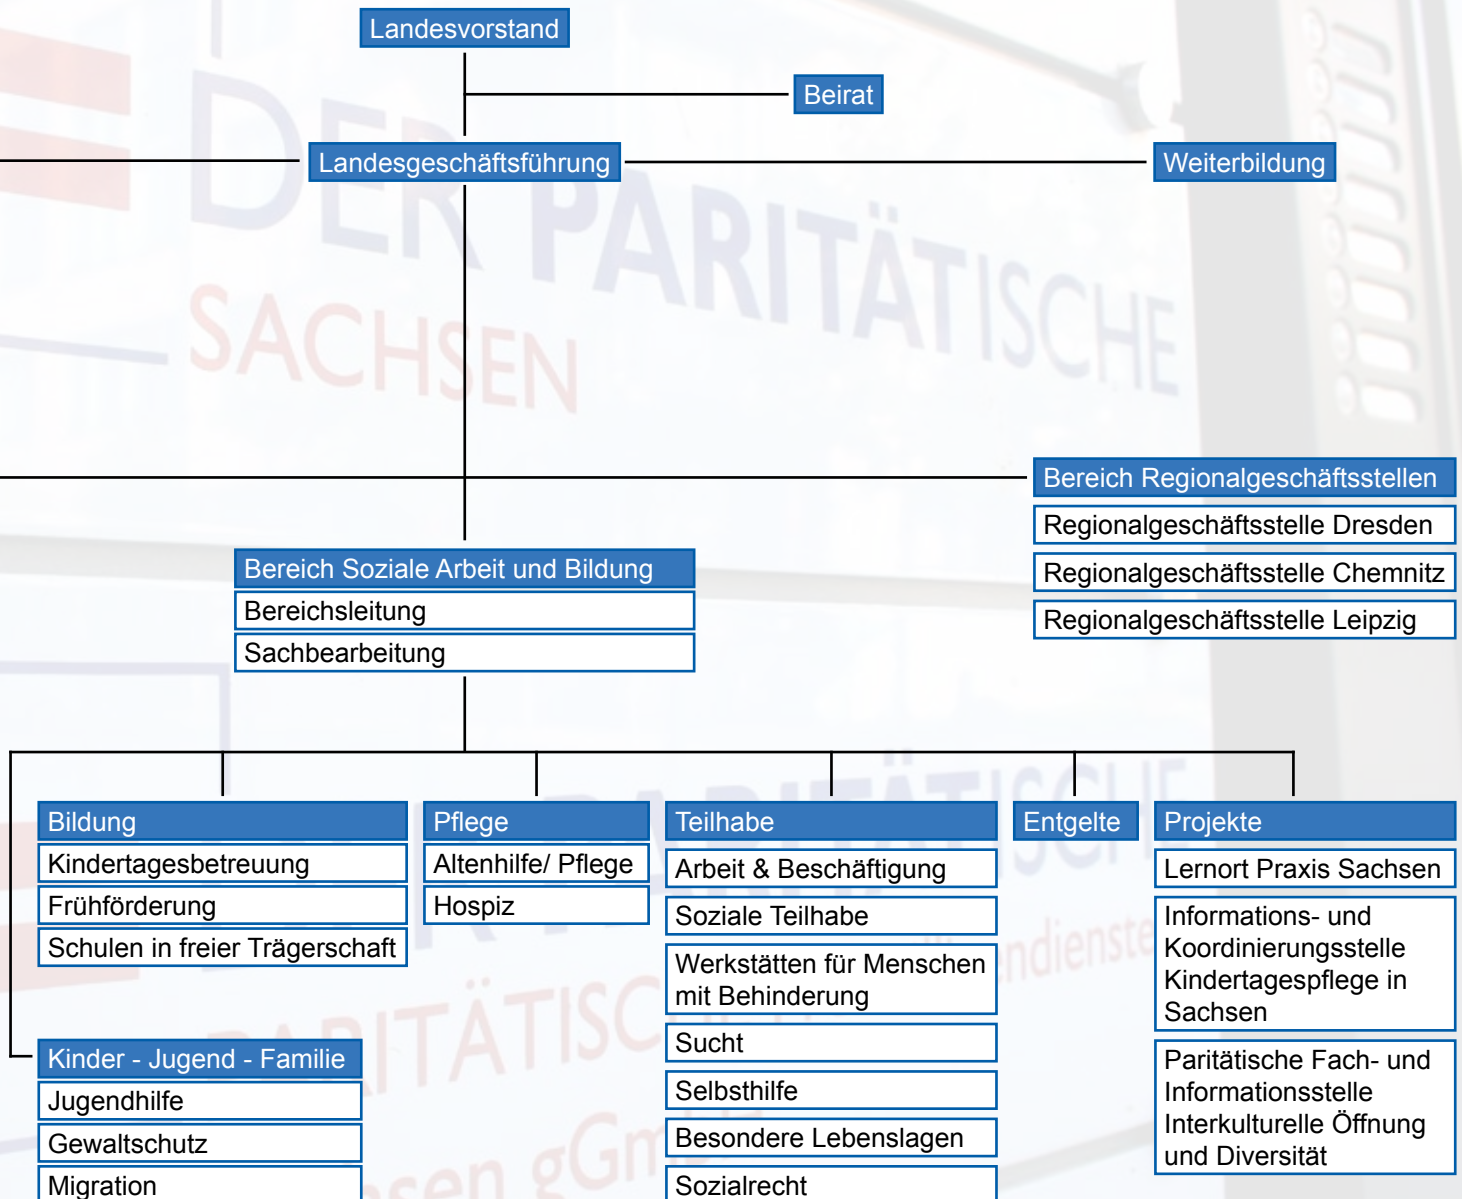 Landesvorstand
Beirat
Landesgeschäftsführung
Weiterbildung
DER PARITÄTISCHE
SACHSEN
Bereich Regionalgeschäftsstellen
Regionalgeschäftsstelle Dresden
Regionalgeschäftsstelle Chemnitz
Regionalgeschäftsstelle Leipzig
Bereich Soziale Arbeit und Bildung
Bereichsleitung
Sachbearbeitung
Bildung
Kindertagesbetreuung
Frühförderung
Schulen in freier Trägerschaft
Kinder - Jugend - Familie
Jugendhilfe
Gewaltschutz
Migration
Pflege
Altenhilfe/ Pflege
Hospiz
Teilhabe
Arbeit & Beschäftigung
Soziale Teilhabe
Werkstätten für Menschen
mit Behinderung
Sucht
Selbsthilfe
Besondere Lebenslagen
Sozialrecht
Entgelte
Projekte
Lernort Praxis Sachsen
Informations- und
Koordinierungsstelle
Kindertagespflege in
Sachsen
Paritätische Fach- und
Informationsstelle
Interkulturelle Öffnung
und Diversität